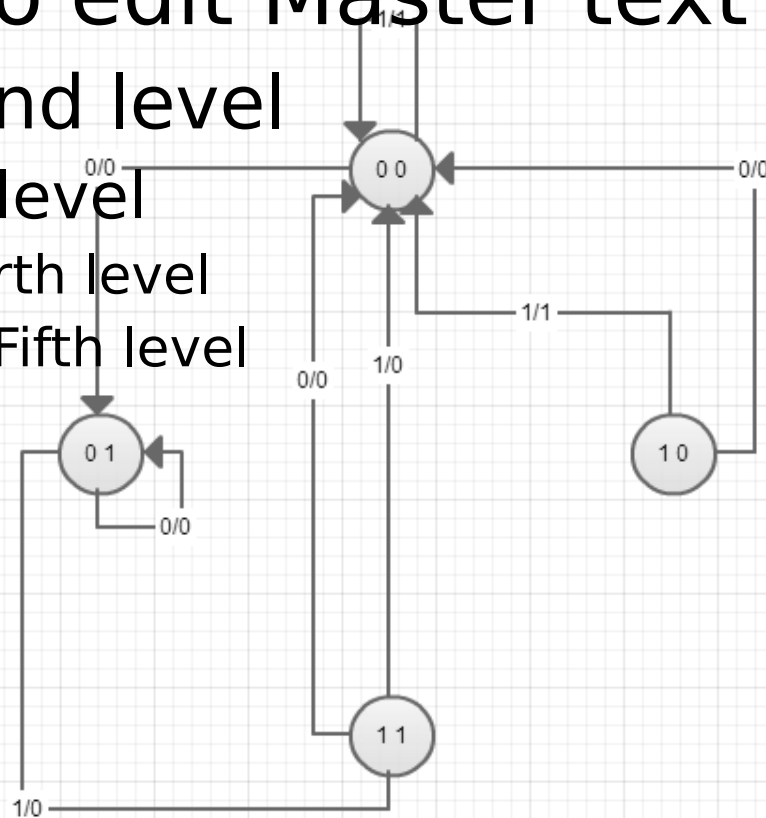 o edit Master text
1/1
nd level
0/0
0 0
0/0
level
rth level
1/1
Fifth level
1/0
0/0
0 1
1 0
0/0
1 1
1/0